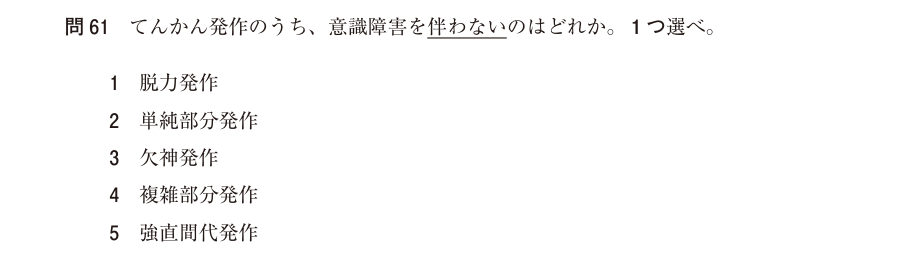 問 61　てんかん発作のうち、意識障害を伴わないのはどれか。１つ選べ。
1　脱力発作
2　単純部分発作
3　欠神発作
4　複雑部分発作
5　強直間代発作